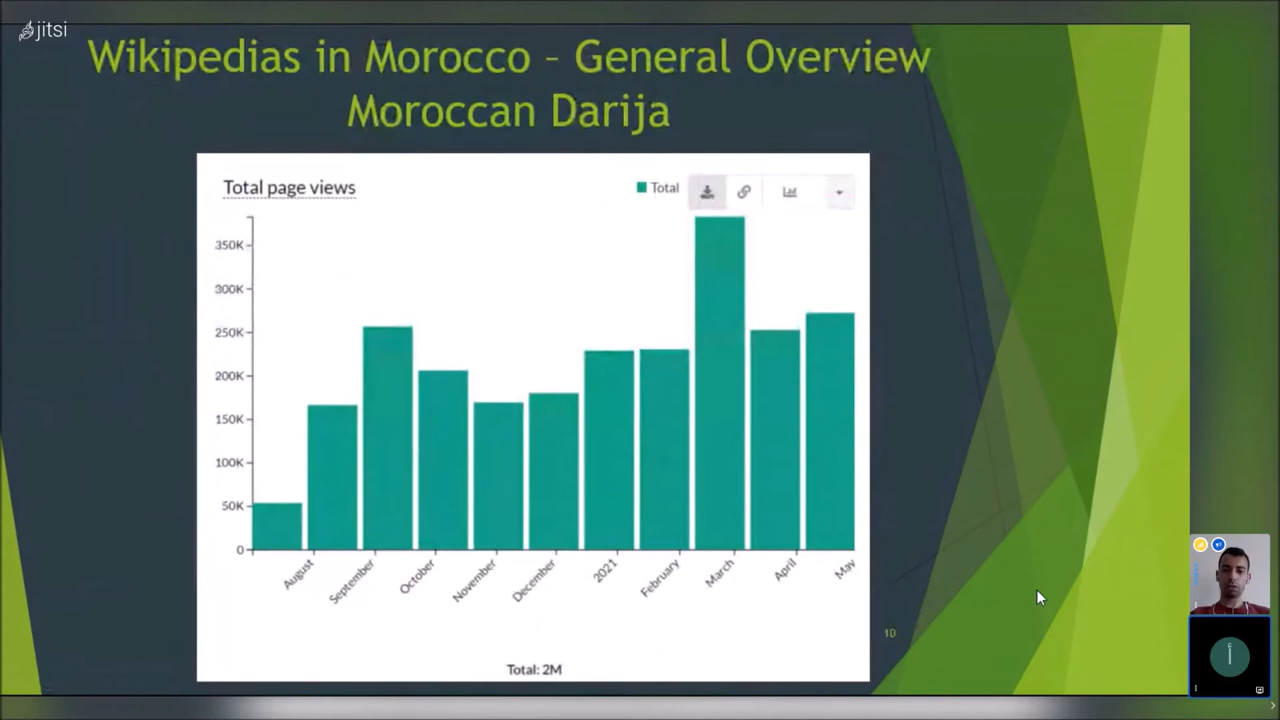 jitsi
Wikipedias in Morocco – General Overview
Moroccan Darija
Total page views
Total
350K
300K
250K
200K
150K
100K
50K
0
August
September
October
November
December
2021
February
March
April
May
Total: 2M
10